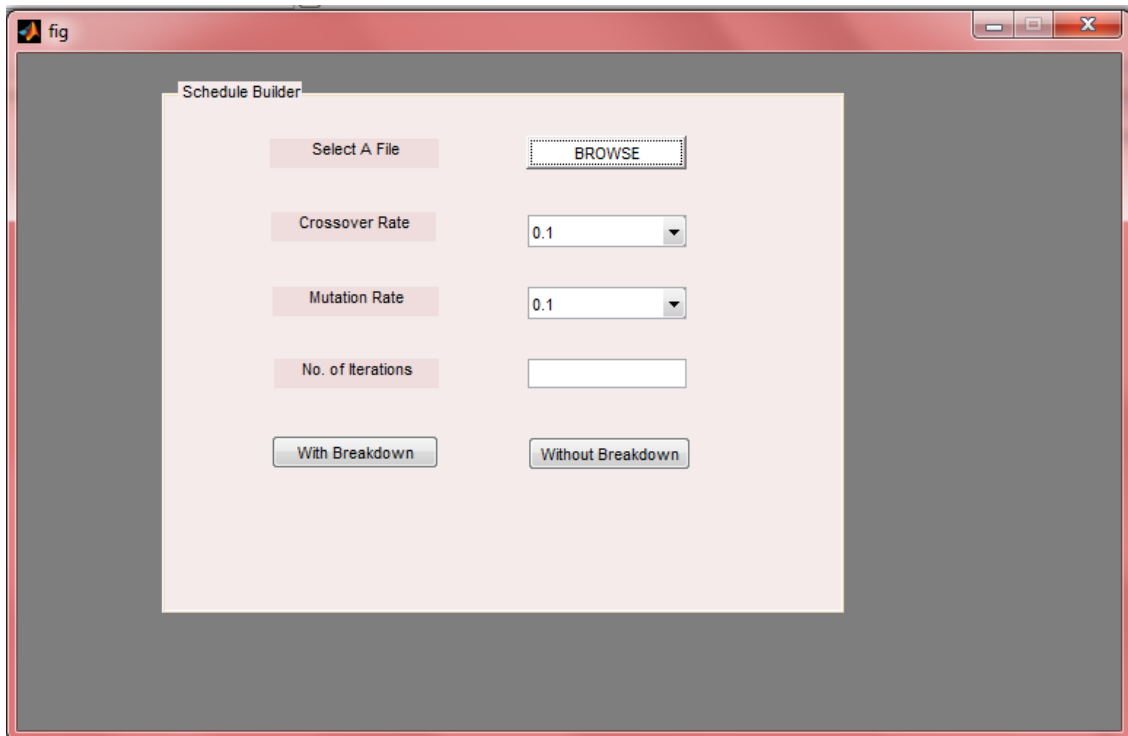 fig
Schedule Builder
Select A File
BROWSE
Crossover Rate
0.1
Mutation Rate
0.1
No. of Iterations
With Breakdown
Without Breakdown